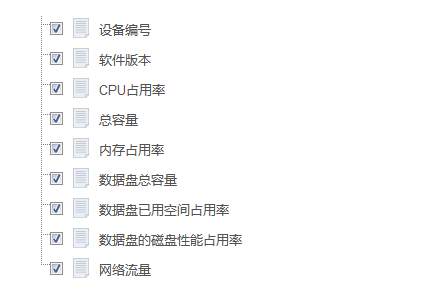 设备编号
软件版本
CPU占用率
总容量
内存占用率
数据盘总容量
数据盘已用空间占用率
数据盘的磁盘性能占用率
网络流量